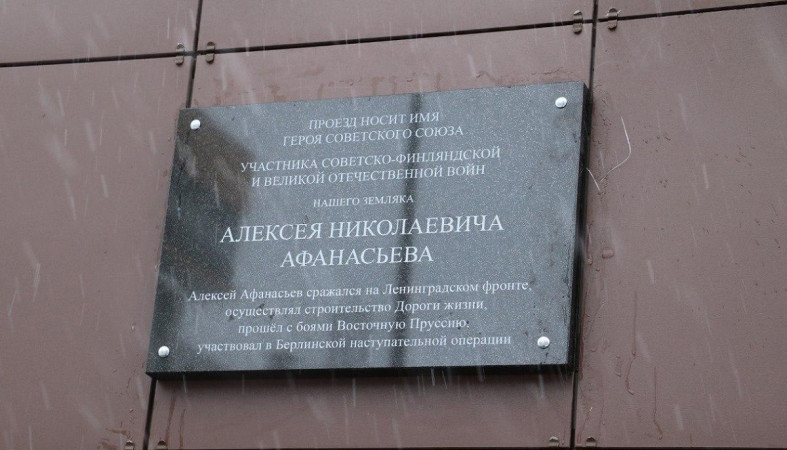 ПРОЕЗД НОСИТ ИМЯ
ГЕРОЯ СОВЕТСКОГО СОЮЗА
УЧАСТНИКА СОВЕТСКО-ФИНЛЯНДСКОЙ
И ВЕЛИКОЙ ОТЕЧЕСТВЕННОЙ ВОЙН
НАШЕГО ЗЕМЛЯКА
АЛЕКСЕЯ НИКОЛАЕВИЧА
АФАНАСЬЕВА
Алексей Афанасьев сражался на Ленинградском фронте,
осуществлял строительство Дороги жизни,
прошёл с боями Восточную Пруссию,
участвовал в Берлинской наступательной операции